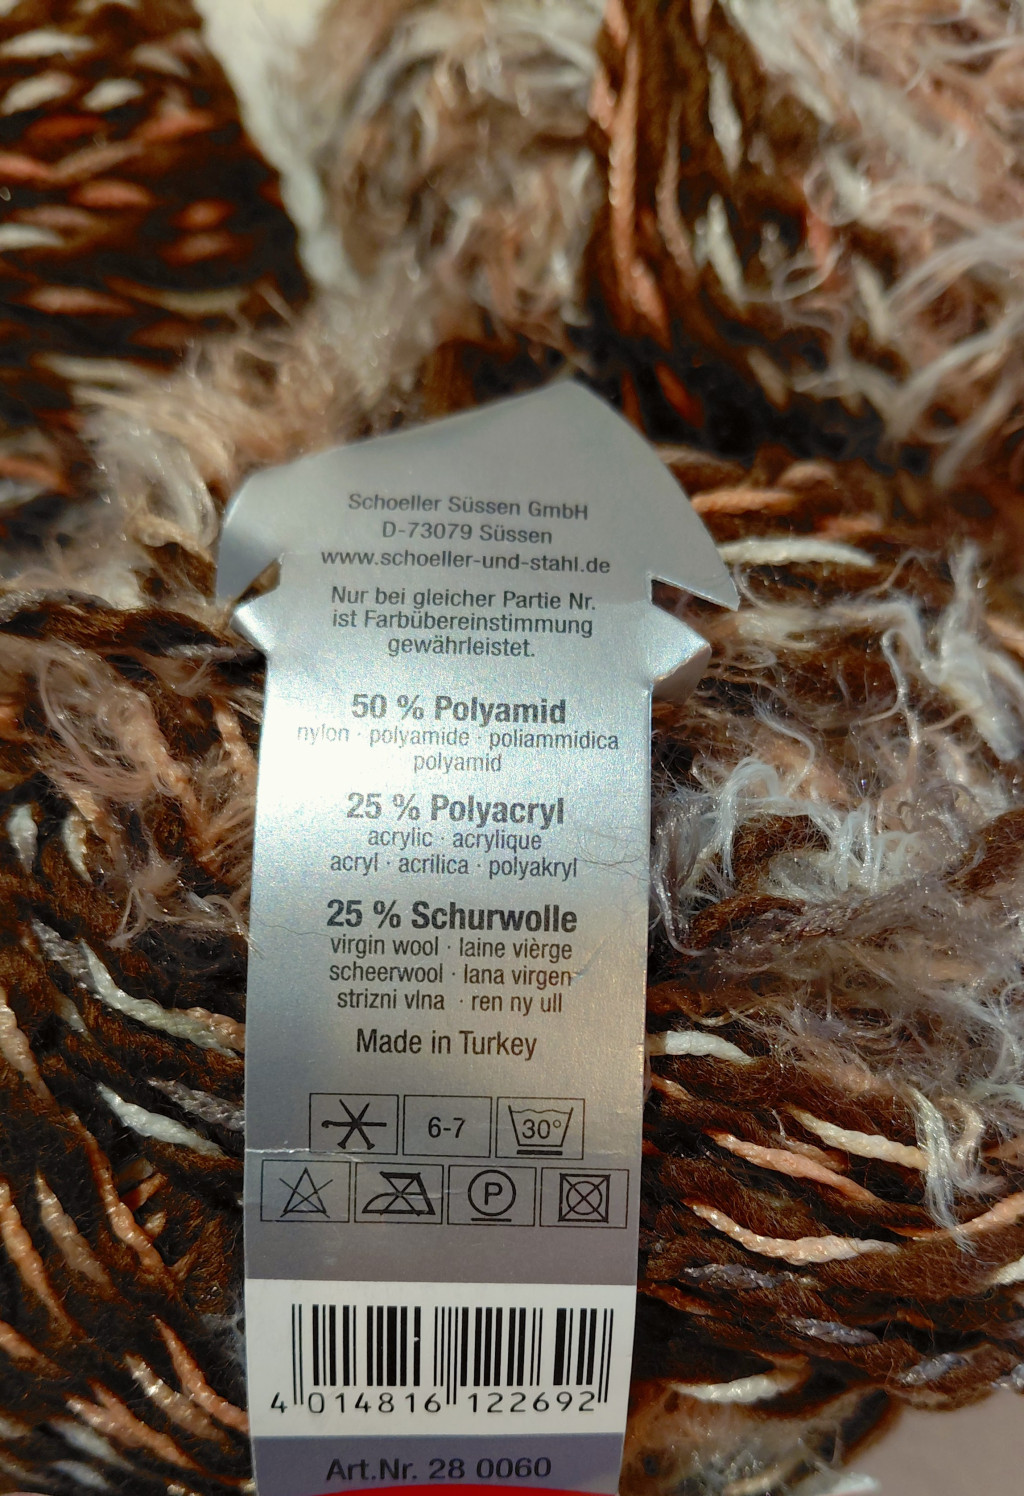 Schoeller Süssen GmbH
D-73079 Süssen
www.schoeller-und-stahl.de
Nur bei gleicher Partie Nr.
ist Farbübereinstimmung
gewährleistet.
50 % Polyamid
nylon · polyamide · poliammidica
polyamid
25 % Polyacryl
acrylic · acrylique
acryl · acrilica · polyakryl
25 % Schurwolle
virgin wool · laine vièrge
scheerwool · lana virgen
strizni vlna · ren ny ull
Made in Turkey
6-7 30°
P
4 014816 122692
Art.Nr. 28 0060